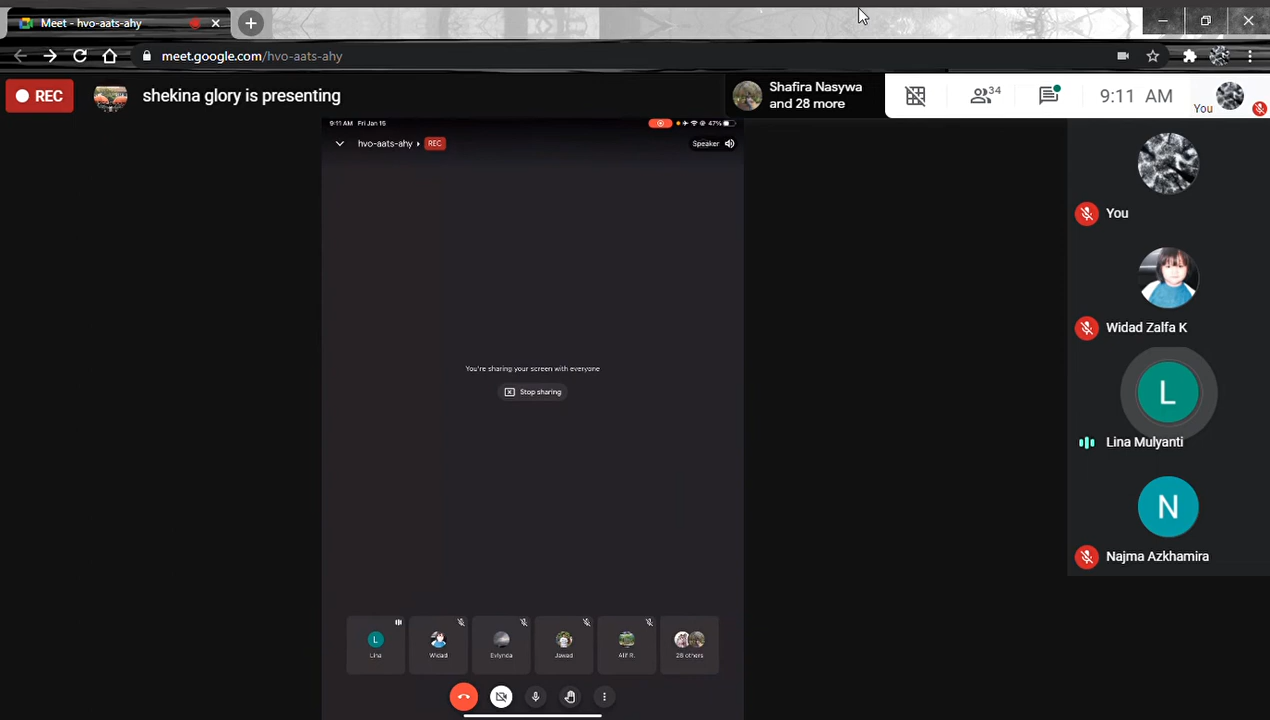 Meet - hvo-aats-ahy
meet.google.com/hvo-aats-ahy
REC
shekina glory is presenting
Shafira Nasywa
and 28 more
34
9:11 AM
You
9:11 AM Fri Jan 15
47%
hvo-aats-ahy
REC
Speaker
You're sharing your screen with everyone
Stop sharing
L
Lina
Widad
Evlynda
Jawad
Alif R.
28 others
You
Widad Zalfa K
L
Lina Mulyanti
N
Najma Azkhamira